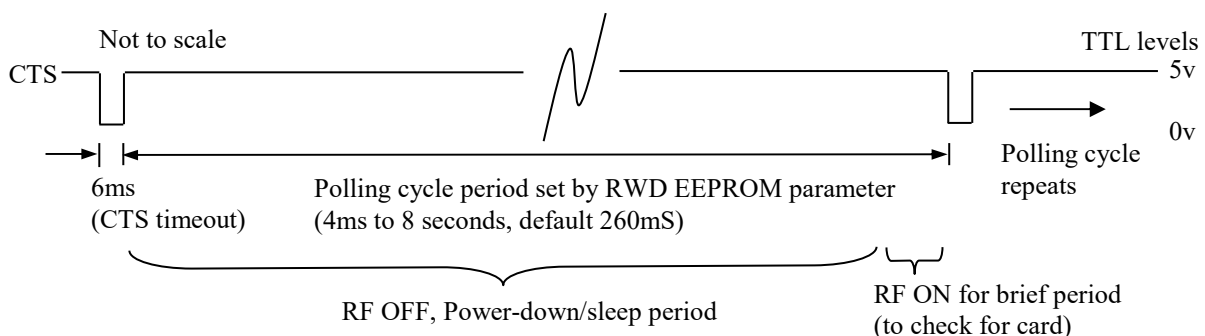 Not to scale
TTL levels
CTS
5v
0v
6ms
(CTS timeout)
Polling cycle period set by RWD EEPROM parameter
(4ms to 8 seconds, default 260mS)
Polling cycle
repeats
RF OFF, Power-down/sleep period
RF ON for brief period
(to check for card)